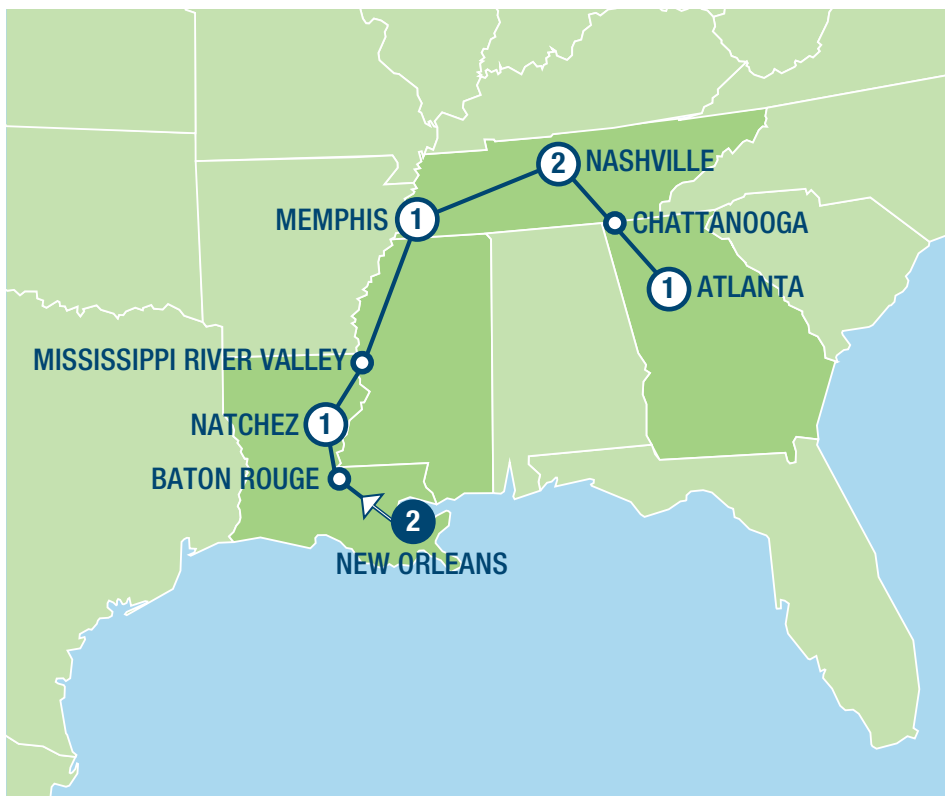 2 NASHVILLE
MEMPHIS 1
CHATTANOOGA
1 ATLANTA
MISSISSIPPI RIVER VALLEY
NATCHEZ 1
BATON ROUGE
2
NEW ORLEANS